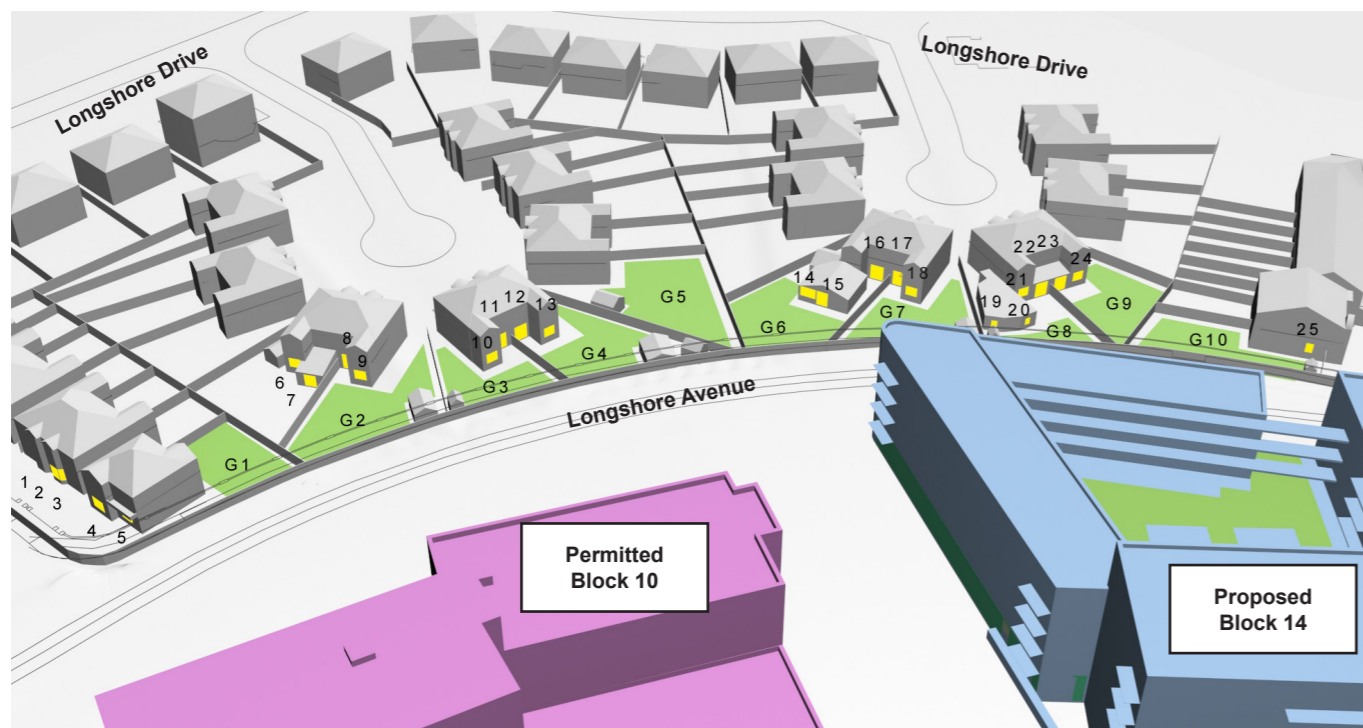 Longshore Drive
Longshore Drive
16 17
18
14
15
22 23
24
21
19
20
G9
G5
G6
G7
G8
G10
25
11 12 13
10
G4
G3
8
9
6
7
G2
Longshore Avenue
G1
1
2
3
4
5
Permitted
Block 10
Proposed
Block 14